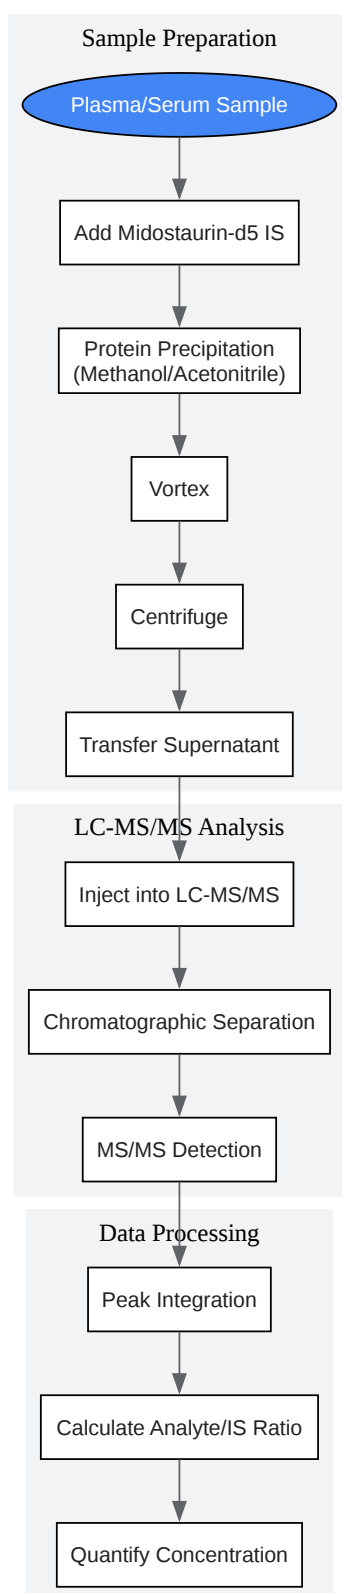 Sample Preparation
Plasma/Serum Sample
Add Midostaurin-d5 IS
Protein Precipitation
(Methanol/Acetonitrile)
Vortex
Centrifuge
Transfer Supernatant
LC-MS/MS Analysis
Inject into LC-MS/MS
Chromatographic Separation
MS/MS Detection
Data Processing
Peak Integration
Calculate Analyte/IS Ratio
Quantify Concentration